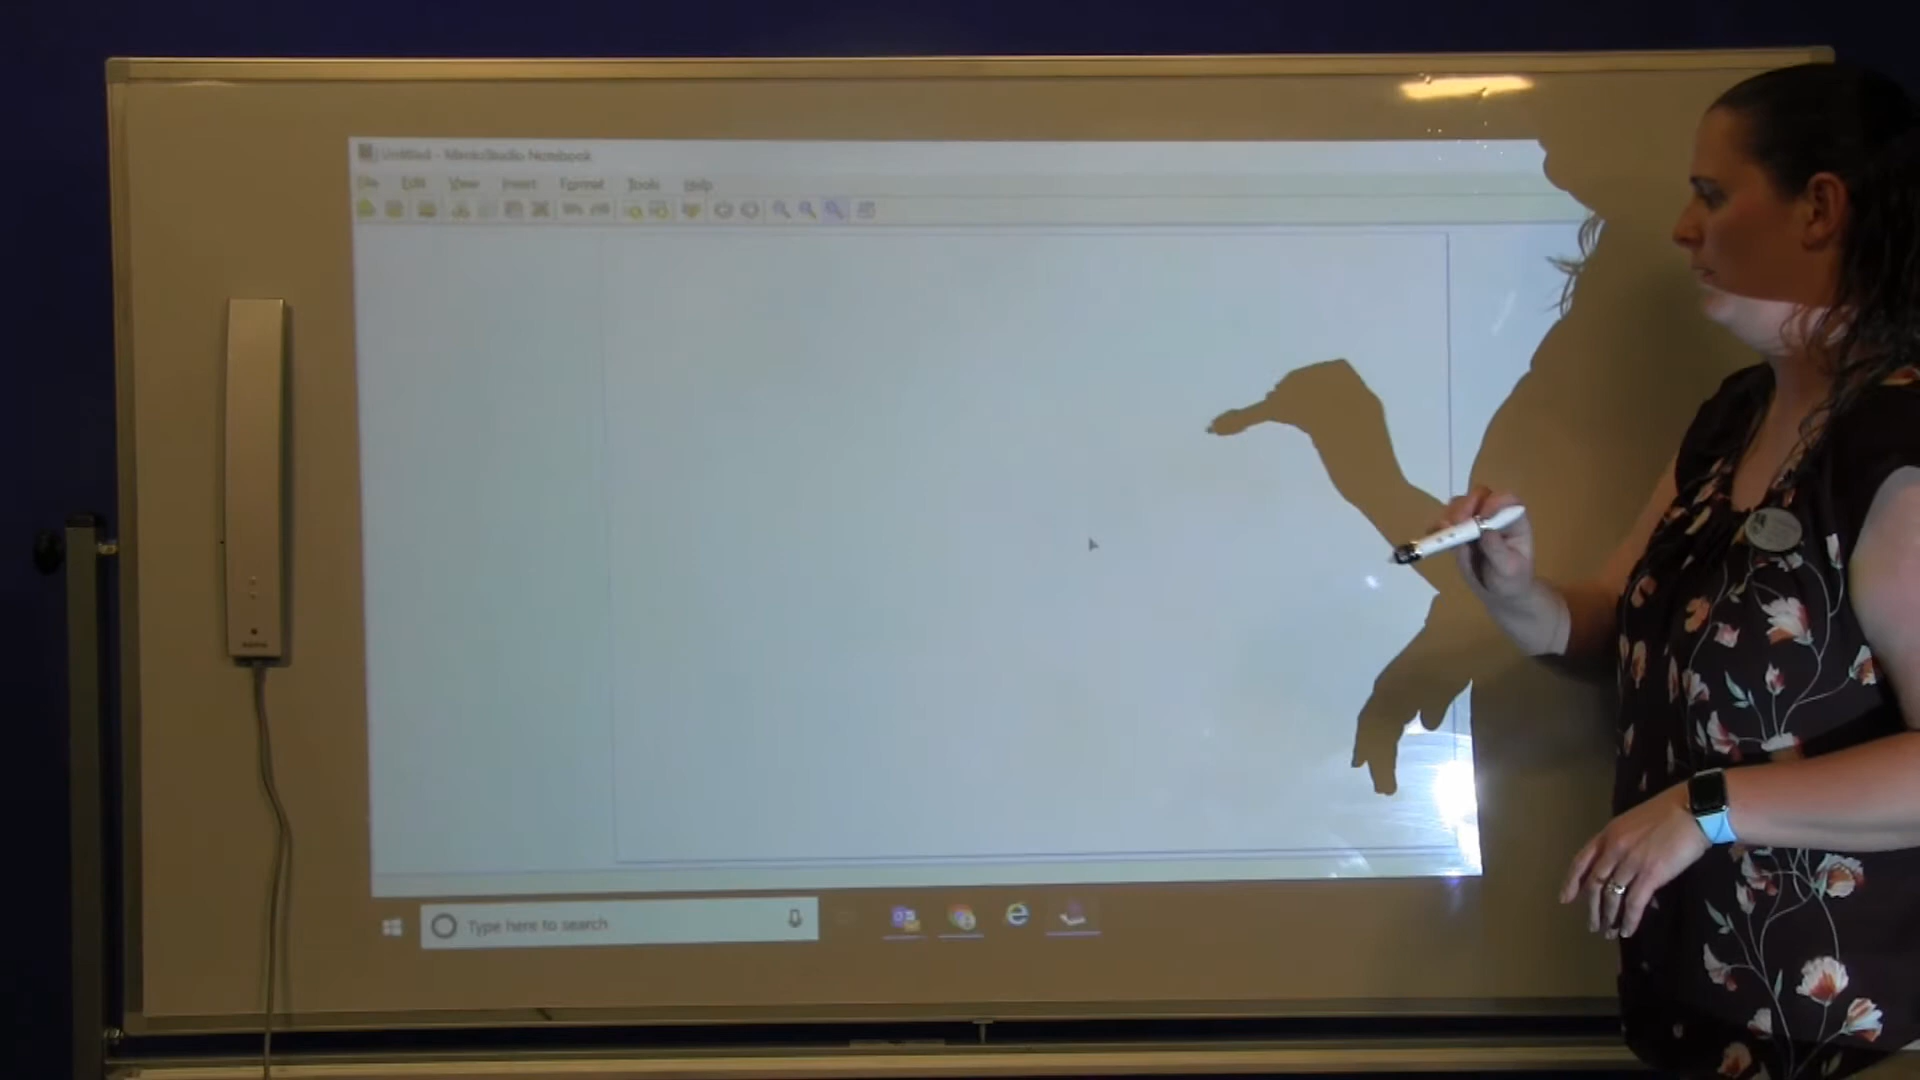 Untitled - MimioStudio Notebook
File Edit View Insert Format Tools Help
Type here to search